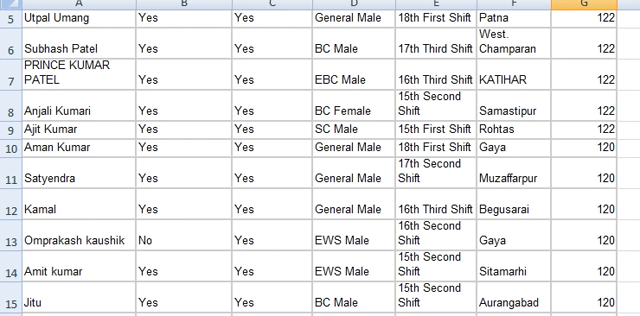 A B C D E F G
5 Utpal Umang Yes Yes General Male 18th First Shift Patna 122
West.
6 Subhash Patel Yes Yes BC Male 17th Third Shift Champaran 122
PRINCE KUMAR
7 PATEL Yes Yes EBC Male 16th Third Shift KATIHAR 122
15th Second
8 Anjali Kumari Yes Yes BC Female Shift Samastipur 122
9 Ajit Kumar Yes Yes SC Male 15th First Shift Rohtas 122
10 Aman Kumar Yes Yes General Male 18th First Shift Gaya 120
17th Second
11 Satyendra Yes Yes General Male Shift Muzaffarpur 120
12 Kamal Yes Yes General Male 16th Third Shift Begusarai 120
16th Second
13 Omprakash kaushik No Yes EWS Male Shift Gaya 120
15th Second
14 Amit kumar Yes Yes EWS Male Shift Sitamarhi 120
15th Second
15 Jitu Yes Yes BC Male Shift Aurangabad 120